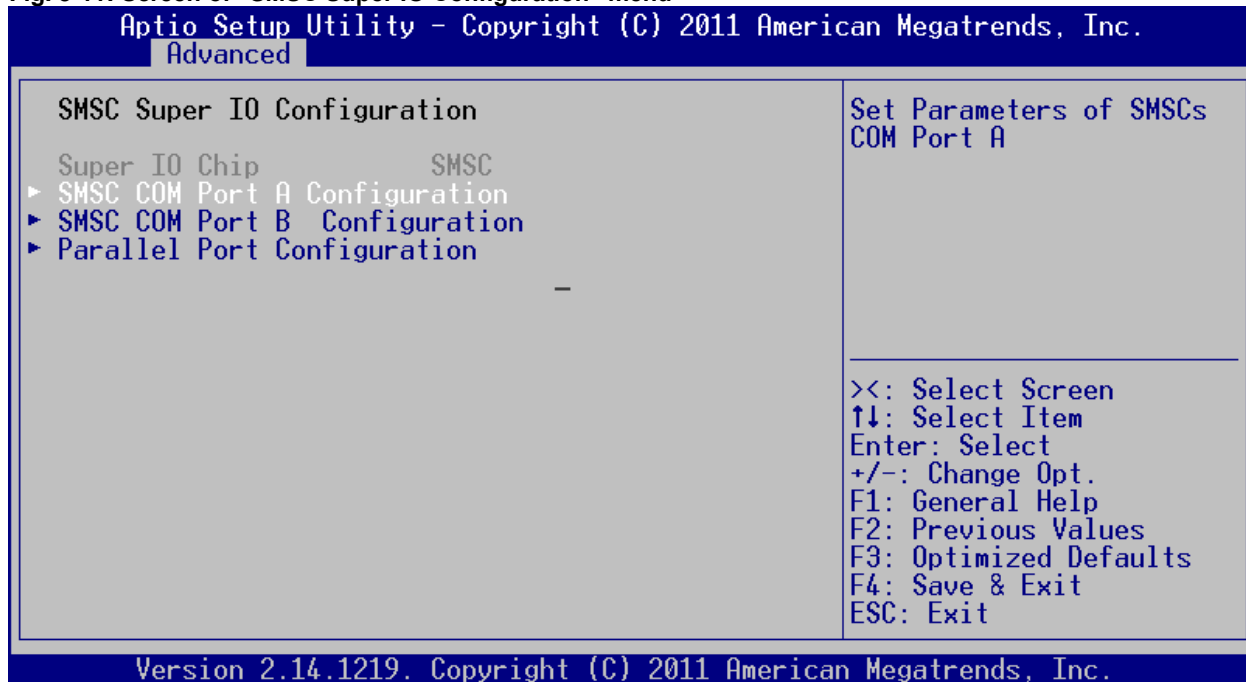 Aptio Setup Utility - Copyright (C) 2011 American Megatrends, Inc.
Advanced
SMSC Super IO Configuration
Super IO Chip SMSC
► SMSC COM Port A Configuration
► SMSC COM Port B Configuration
► Parallel Port Configuration
Set Parameters of SMSCs
COM Port A
><: Select Screen
↑↓: Select Item
Enter: Select
+/-: Change Opt.
F1: General Help
F2: Previous Values
F3: Optimized Defaults
F4: Save & Exit
ESC: Exit
Version 2.14.1219. Copyright (C) 2011 American Megatrends, Inc.